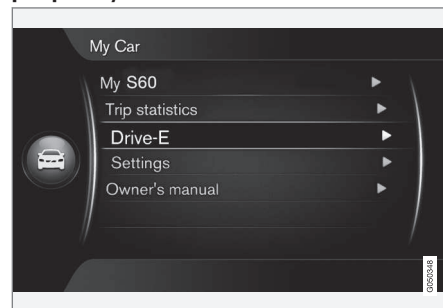 My Car
My S60
Trip statistics
Drive-E
Settings
Owner's manual
G050348